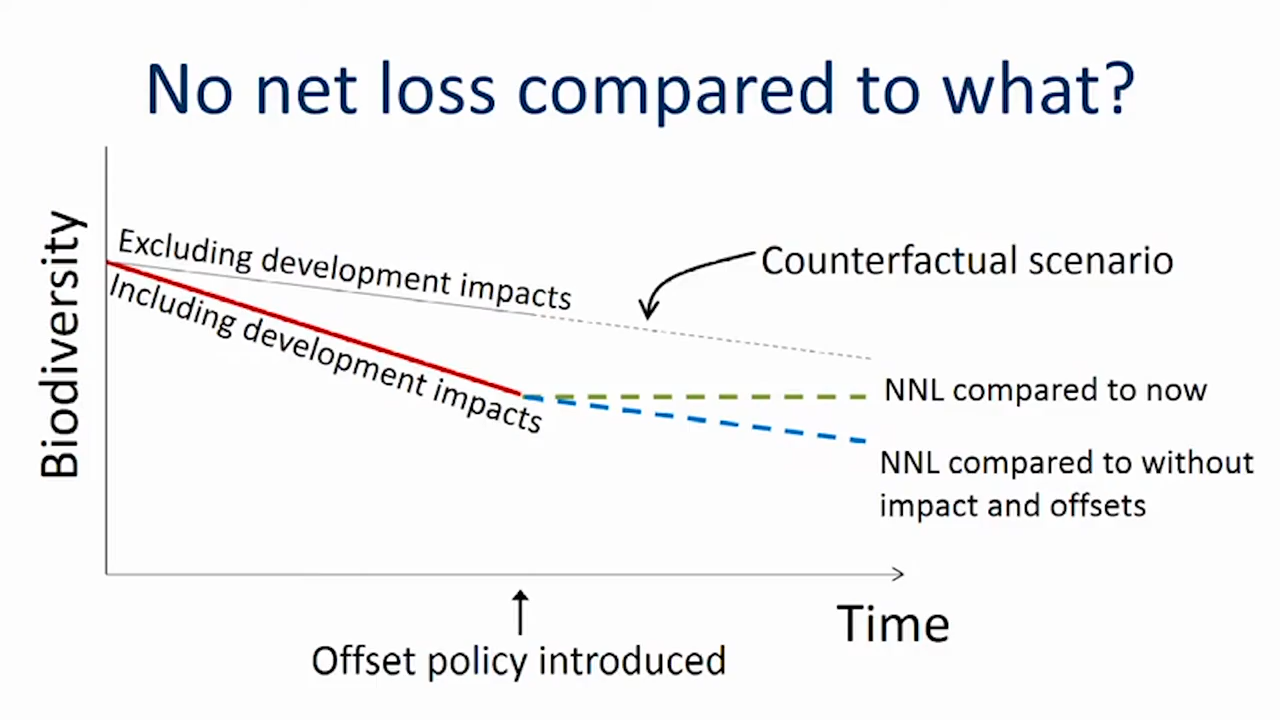 No net loss compared to what?
Biodiversity
Excluding development impacts
Including development impacts
Counterfactual scenario
NNL compared to now
NNL compared to without
impact and offsets
Time
Offset policy introduced